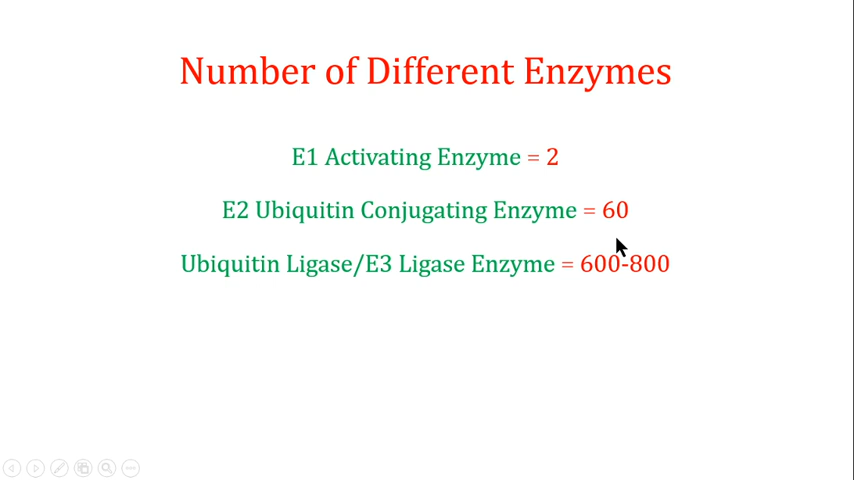 Number of Different Enzymes
E1 Activating Enzyme = 2
E2 Ubiquitin Conjugating Enzyme = 60
Ubiquitin Ligase/E3 Ligase Enzyme = 600-800